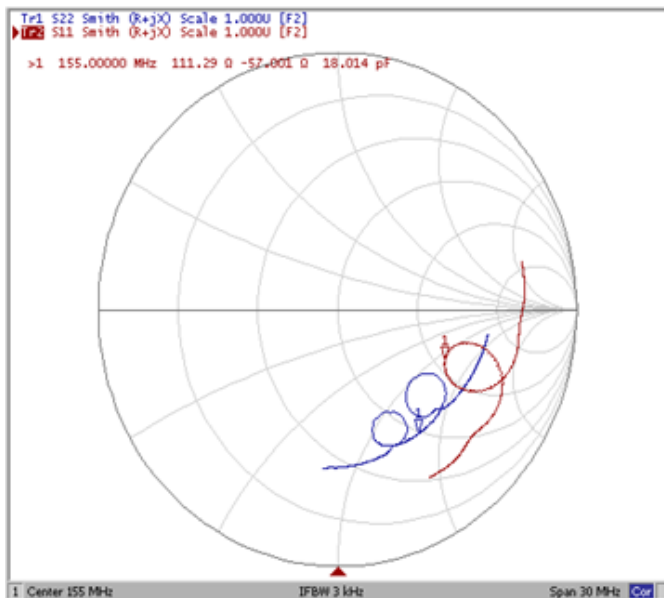 Tr1 S22 Smith (R+jX) Scale 1.000U [F2]
Tr2 S11 Smith (R+jX) Scale 1.000U [F2]
>1 155.00000 MHz 111.29 Ω -57.001 Ω 18.014 pF
1 Center 155 MHz IFBW 3 kHz Span 30 MHz Cor